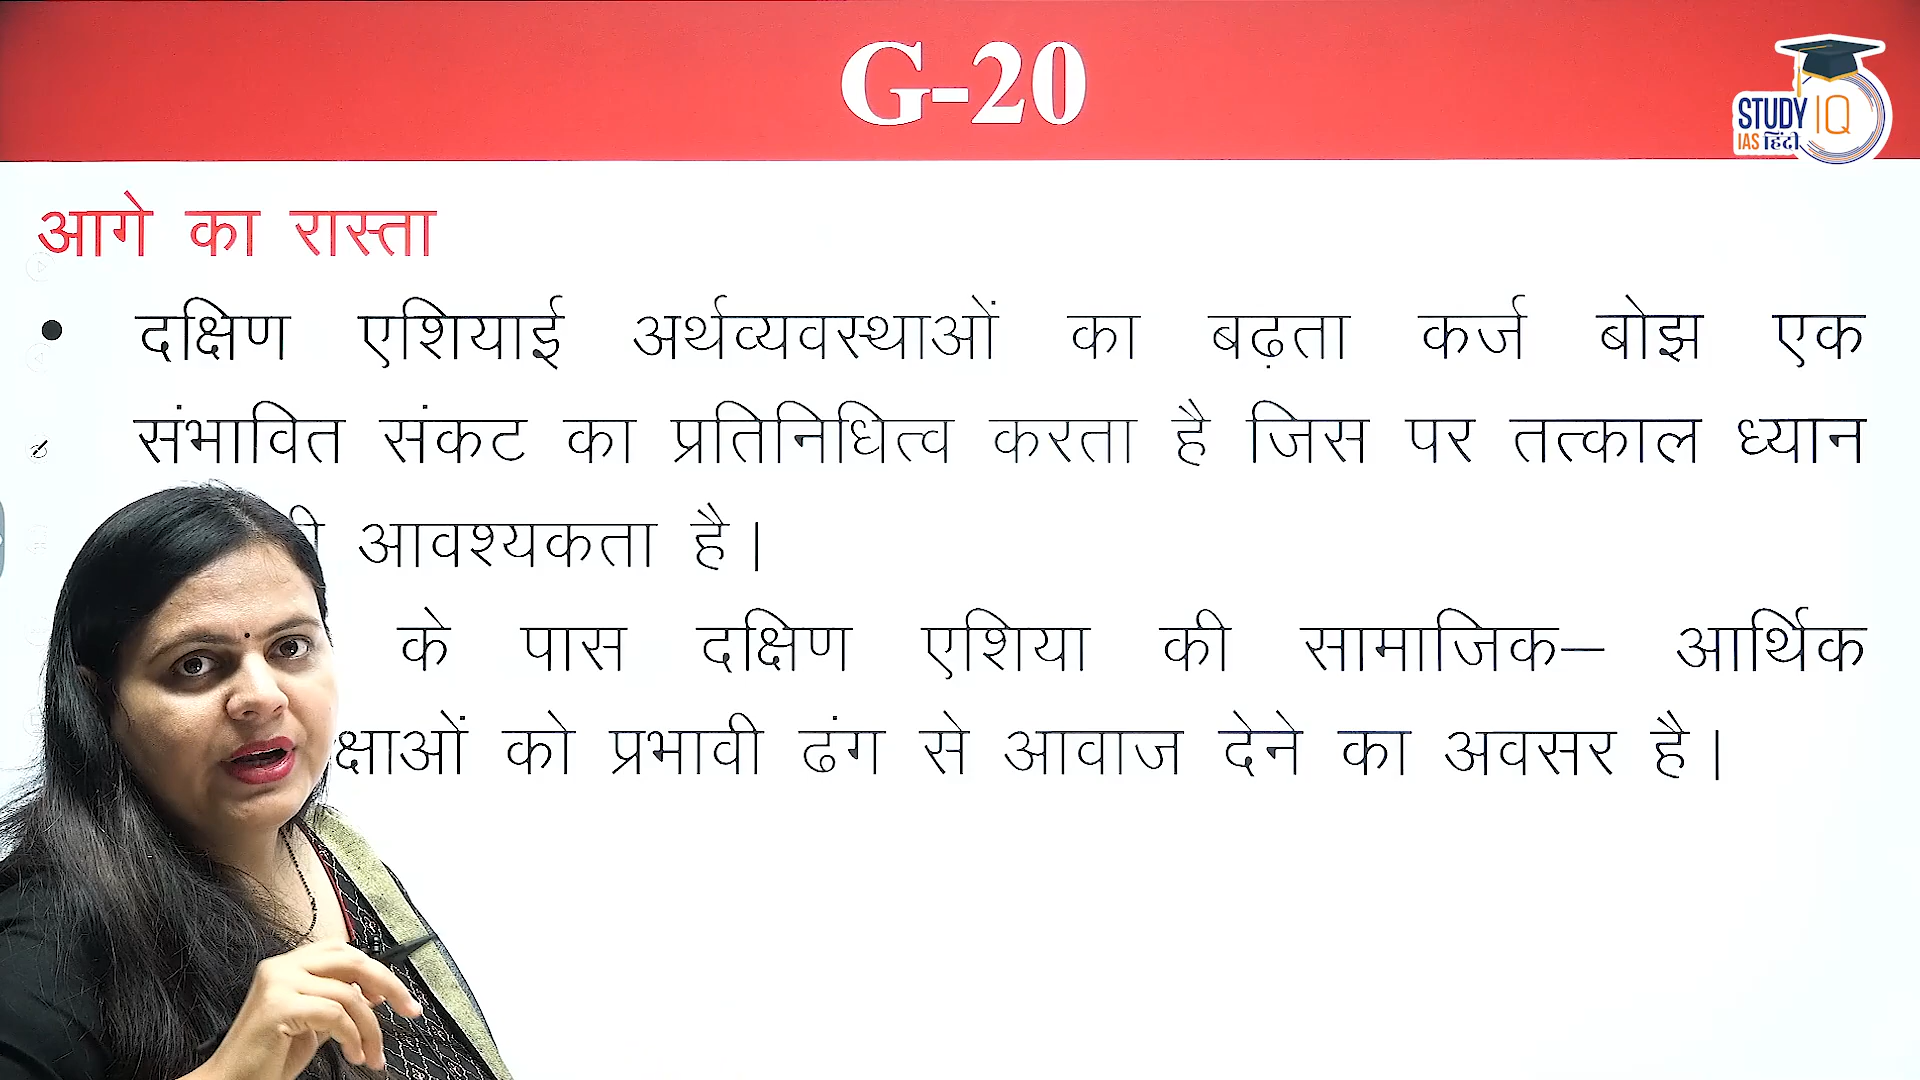 G-20
STUDY IQ
IAS हिंदी
आगे का रास्ता
• दक्षिण एशियाई अर्थव्यवस्थाओं का बढ़ता कर्ज बोझ एक
संभावित संकट का प्रतिनिधित्व करता है जिस पर तत्काल ध्यान
आवश्यकता है।
के पास दक्षिण एशिया की सामाजिक– आर्थिक
को प्रभावी ढंग से आवाज देने का अवसर है।